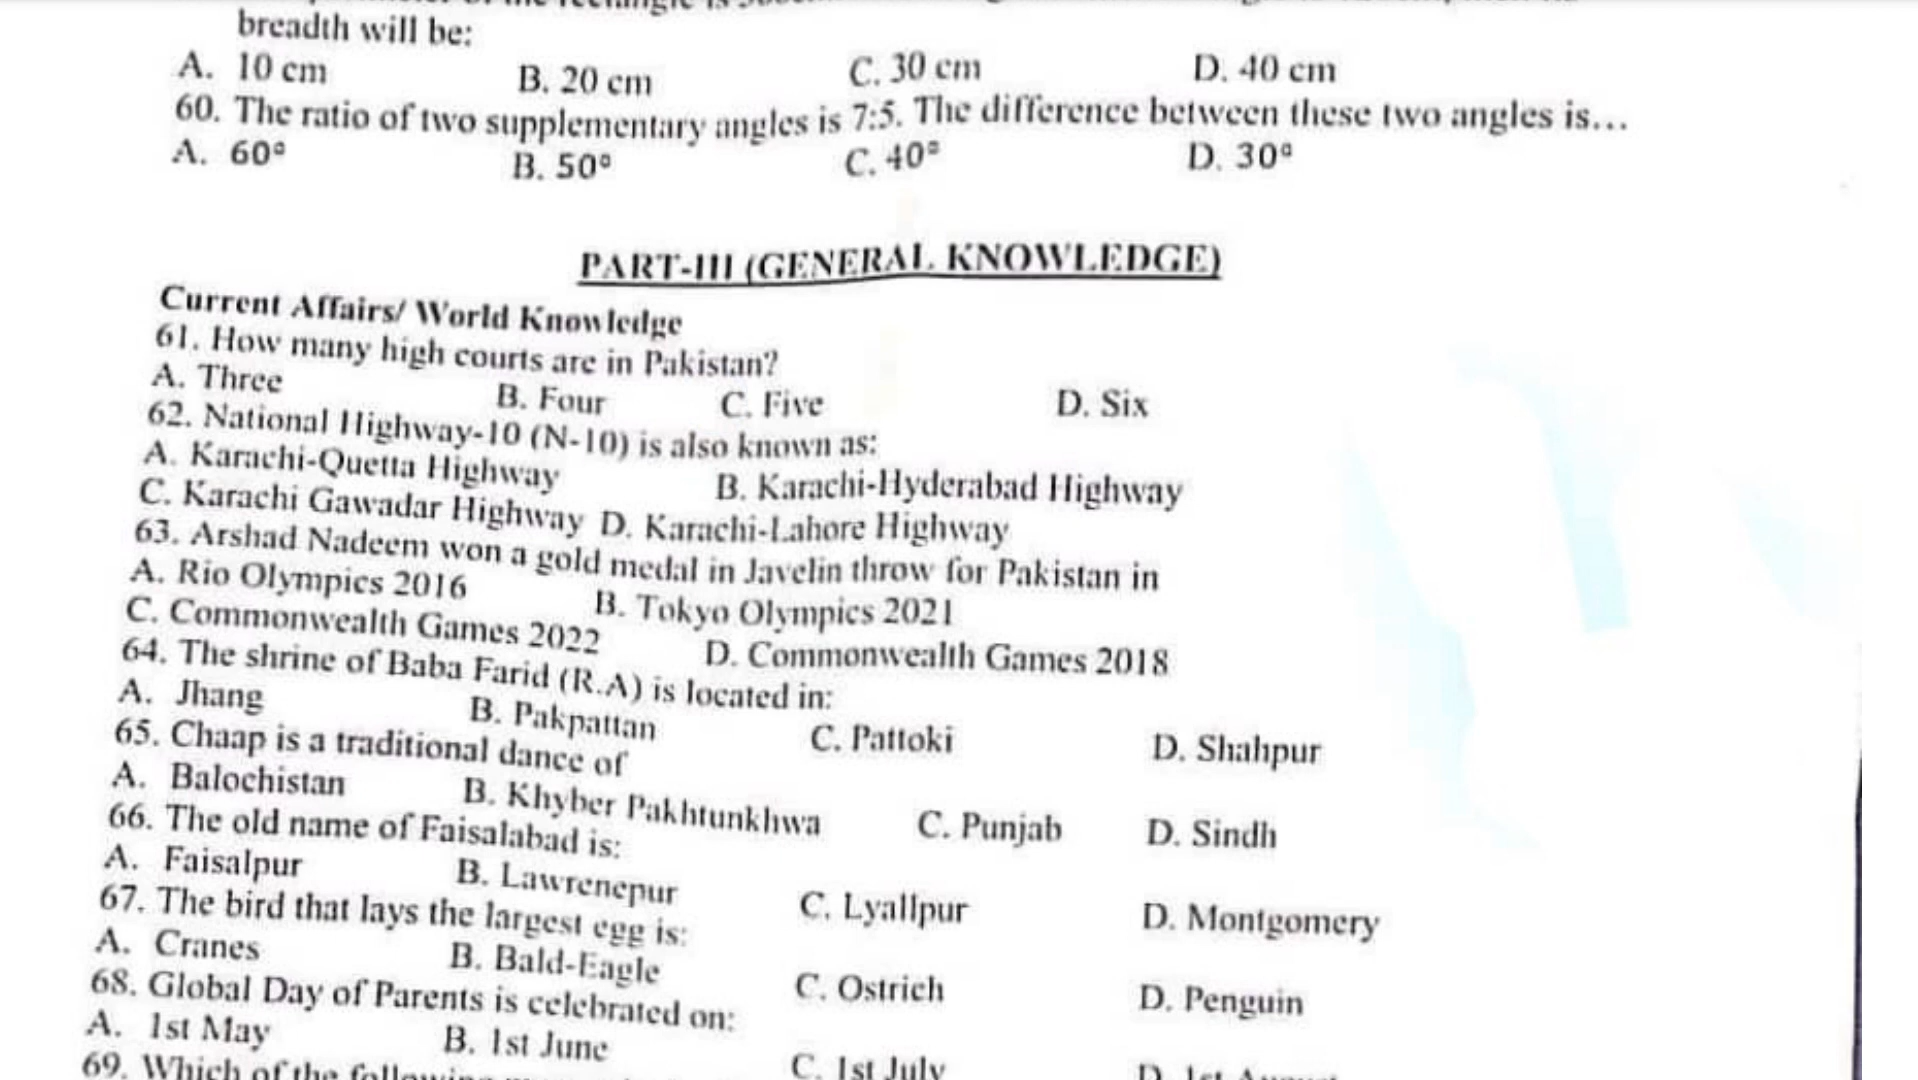 breadth will be:
A. 10 cm B. 20 cm C. 30 cm D. 40 cm
60. The ratio of two supplementary angles is 7:5. The difference between these two angles is...
A. 60° B. 50° C. 40° D. 30°
PART-III (GENERAL KNOWLEDGE)
Current Affairs/ World Knowledge
61. How many high courts are in Pakistan?
A. Three B. Four C. Five D. Six
62. National Highway-10 (N-10) is also known as:
A. Karachi-Quetta Highway B. Karachi-Hyderabad Highway
C. Karachi Gawadar Highway D. Karachi-Lahore Highway
63. Arshad Nadeem won a gold medal in Javelin throw for Pakistan in
A. Rio Olympics 2016 B. Tokyo Olympics 2021
C. Commonwealth Games 2022 D. Commonwealth Games 2018
64. The shrine of Baba Farid (R.A) is located in:
A. Jhang B. Pakpattan C. Pattoki D. Shahpur
65. Chaap is a traditional dance of
A. Balochistan B. Khyber Pakhtunkhwa C. Punjab D. Sindh
66. The old name of Faisalabad is:
A. Faisalpur B. Lawrenepur C. Lyallpur D. Montgomery
67. The bird that lays the largest egg is:
A. Cranes B. Bald-Eagle C. Ostrich D. Penguin
68. Global Day of Parents is celebrated on:
A. 1st May B. 1st June C. 1st July D. 1st August
69. Which of the following